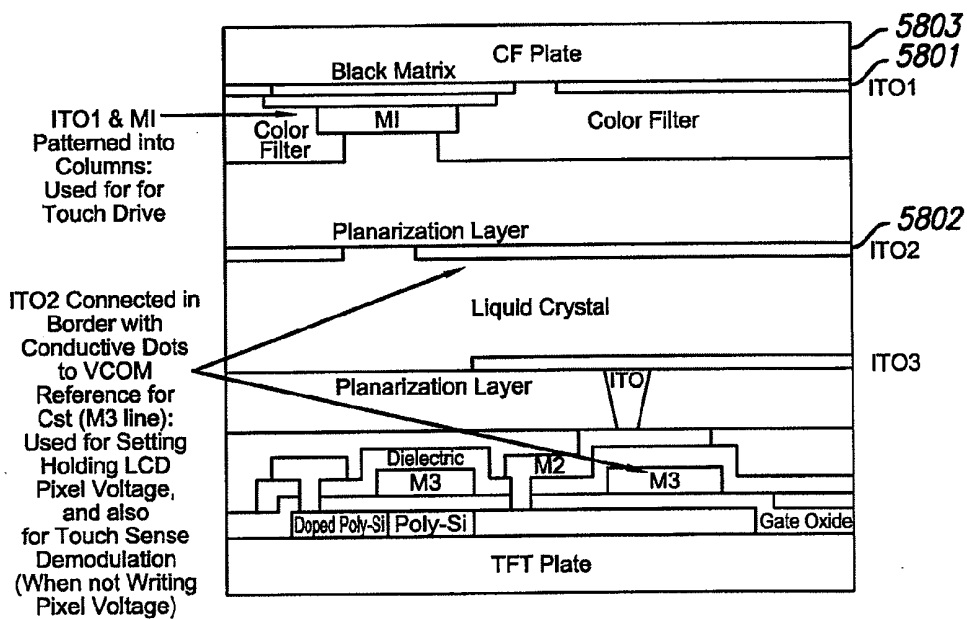 5803
CF Plate
5801
Black Matrix
ITO1
ITO1 & MI
Patterned into
Columns:
Used for for
Touch Drive
Color
Filter
MI
Color Filter
5802
Planarization Layer
ITO2
ITO2 Connected in
Border with
Conductive Dots
to VCOM
Reference for
Cst (M3 line):
Used for Setting
Holding LCD
Pixel Voltage,
and also
for Touch Sense
Demodulation
(When not Writing
Pixel Voltage)
Liquid Crystal
ITO3
Planarization Layer
ITO
Dielectric
M2
M3
M3
Doped Poly-Si
Poly-Si
Gate Oxide
TFT Plate